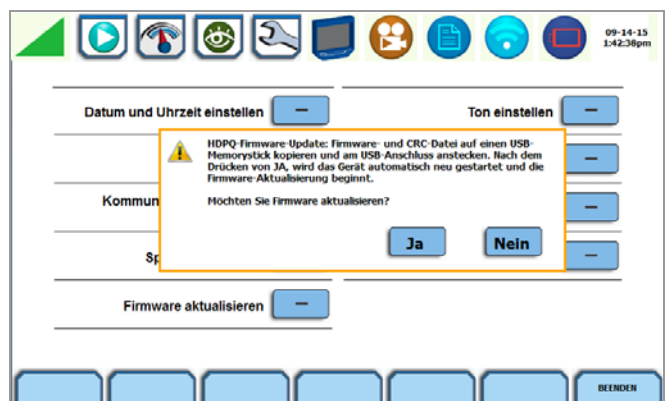 09-14-15
1:42:38pm
Datum und Uhrzeit einstellen
Ton einstellen
HDPQ-Firmware-Update: Firmware- und CRC-Datei auf einen USB-
Memorystick kopieren und am USB-Anschluss anstecken. Nach dem
Drücken von JA, wird das Gerät automatisch neu gestartet und die
Firmware-Aktualisierung beginnt.
Möchten Sie Firmware aktualisieren?
Kommun
Ja
Nein
Sp
Firmware aktualisieren
BEENDEN